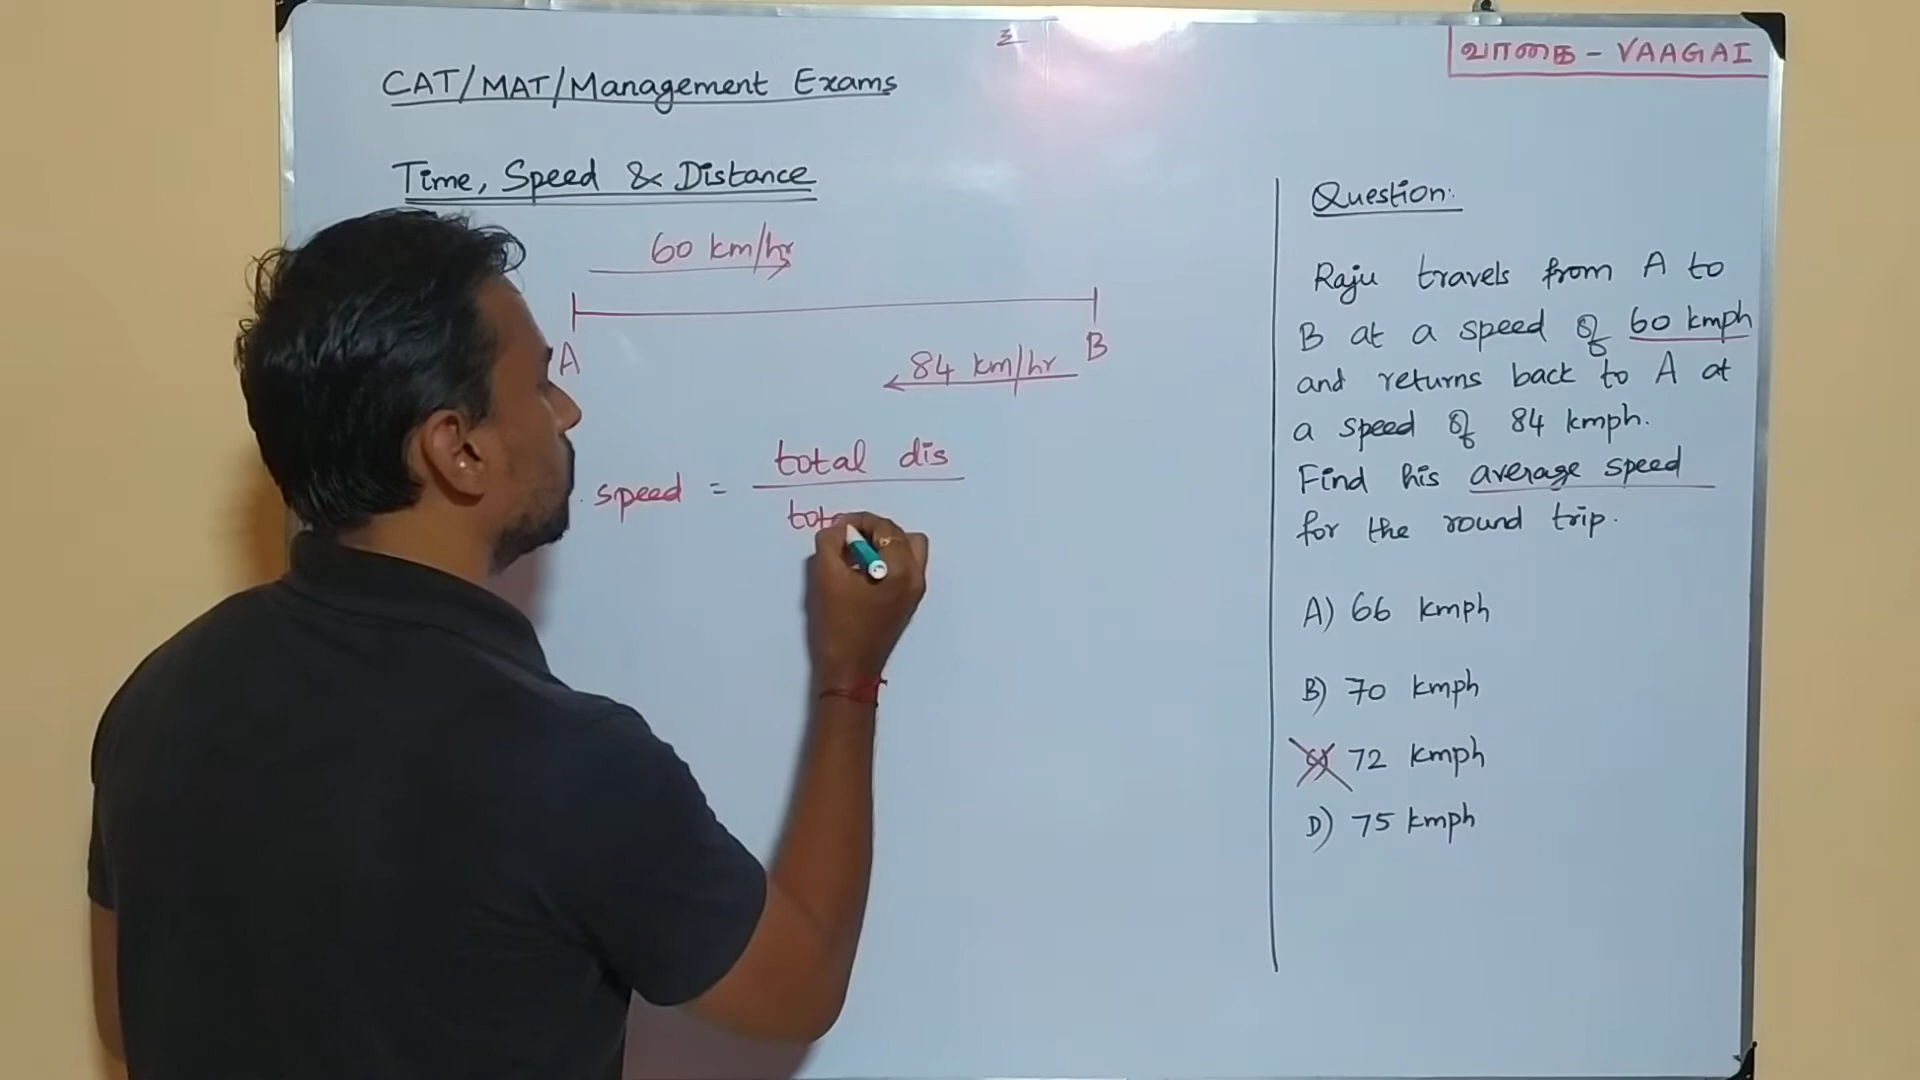 வாகை - VAAGAI
CAT/MAT/Management Exams
Time, Speed & Distance
60 km/hr
A
B
84 km/hr
speed = total dis
Question:
Raju travels from A to
B at a speed of 60 kmph
and returns back to A at
a speed of 84 kmph.
Find his average speed
for the round trip.
A) 66 kmph
B) 70 kmph
C) 72 kmph
D) 75 kmph